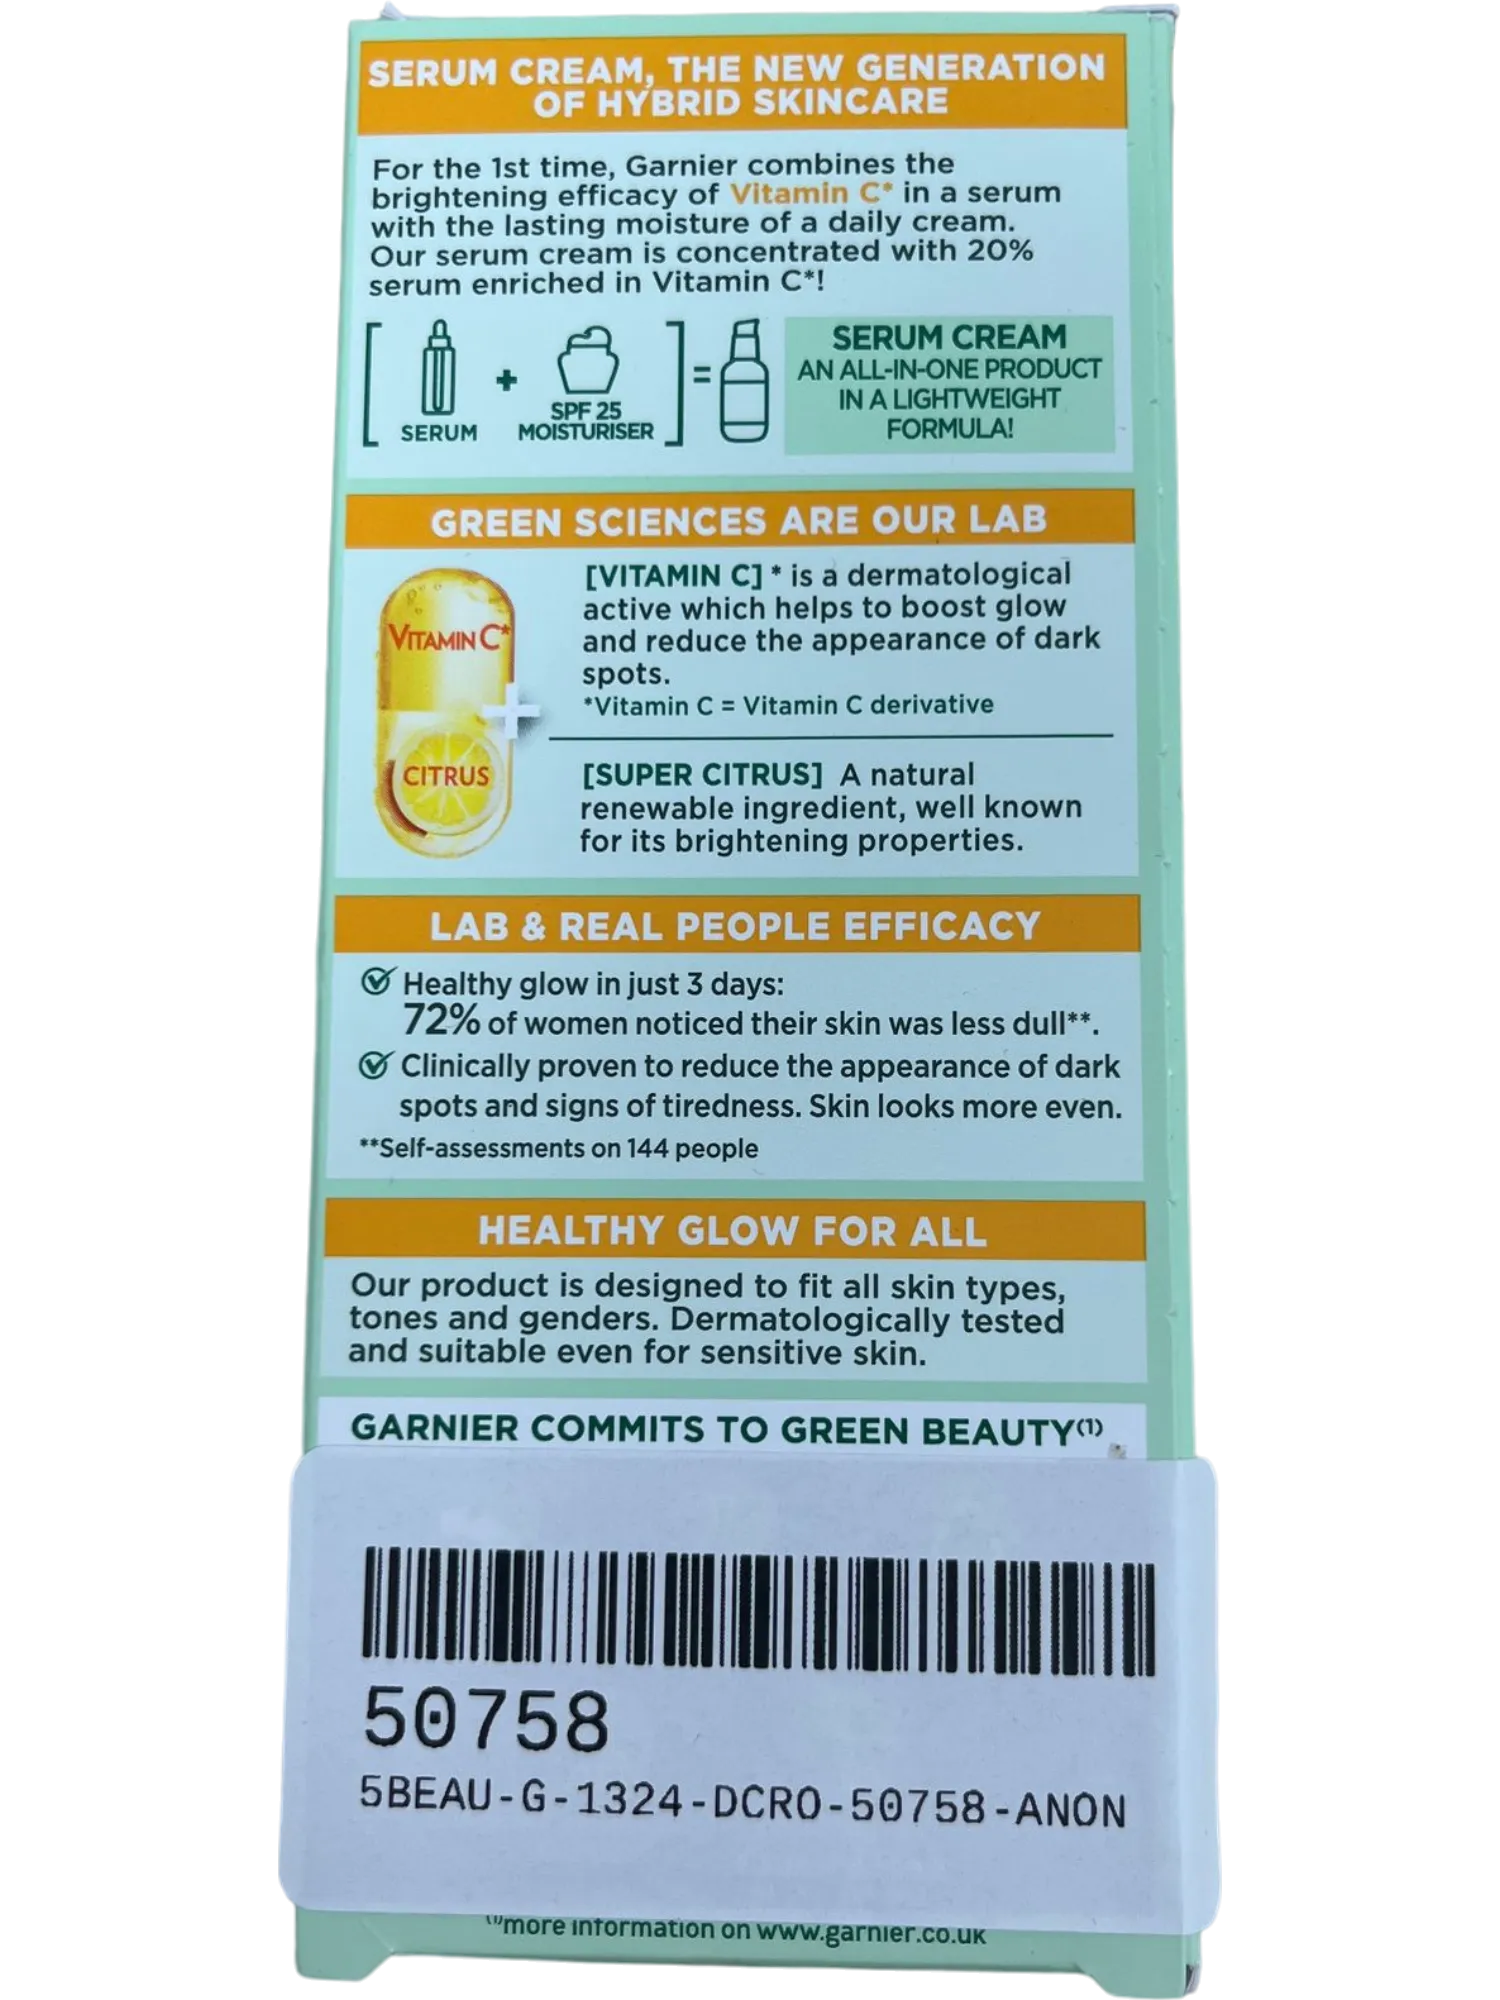 SERUM CREAM, THE NEW GENERATION
OF HYBRID SKINCARE
For the 1st time, Garnier combines the
brightening efficacy of Vitamin C* in a serum
with the lasting moisture of a daily cream.
Our serum cream is concentrated with 20%
serum enriched in Vitamin C*!
[ SERUM + SPF 25
MOISTURISER ] =
SERUM CREAM
AN ALL-IN-ONE PRODUCT
IN A LIGHTWEIGHT
FORMULA!
GREEN SCIENCES ARE OUR LAB
VITAMIN C*
+
CITRUS
[VITAMIN C] * is a dermatological
active which helps to boost glow
and reduce the appearance of dark
spots.
*Vitamin C = Vitamin C derivative
[SUPER CITRUS] A natural
renewable ingredient, well known
for its brightening properties.
LAB & REAL PEOPLE EFFICACY
Healthy glow in just 3 days:
72% of women noticed their skin was less dull**.
Clinically proven to reduce the appearance of dark
spots and signs of tiredness. Skin looks more even.
**Self-assessments on 144 people
HEALTHY GLOW FOR ALL
Our product is designed to fit all skin types,
tones and genders. Dermatologically tested
and suitable even for sensitive skin.
GARNIER COMMITS TO GREEN BEAUTY(1)
50758
5BEAU-G-1324-DCRO-50758-ANON
(1)more information on www.garnier.co.uk